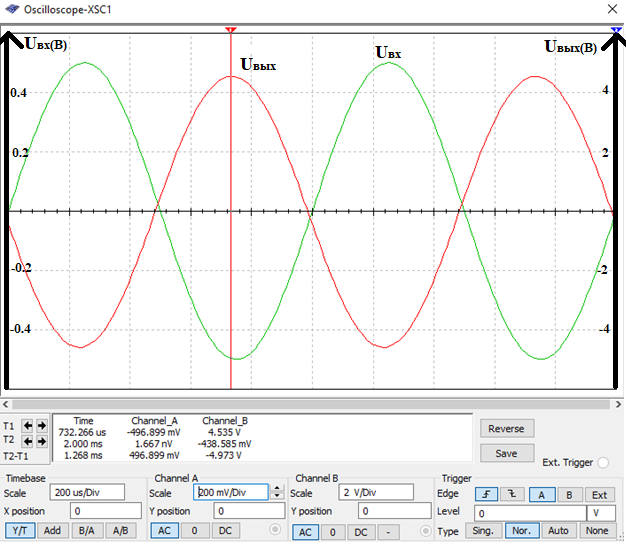 Oscilloscope-XSC1
1
2
Uвх(В)
Uвых
Uвх
Uвых(В)
0.4
4
0.2
2
-0.2
-2
-0.4
-4
Time Channel_A Channel_B
T1 732.266 us -496.899 mV 4.535 V
T2 2.000 ms 1.667 nV -438.585 mV
T2-T1 1.268 ms 496.899 mV -4.973 V
Reverse
Save
Ext. Trigger
Timebase Channel A Channel B Trigger
Scale 200 us/Div Scale 200 mV/Div Scale 2 V/Div Edge A B Ext
X position 0 Y position 0 Y position 0 Level 0 V
Y/T Add B/A A/B AC 0 DC AC 0 DC - Type Sing. Nor. Auto None